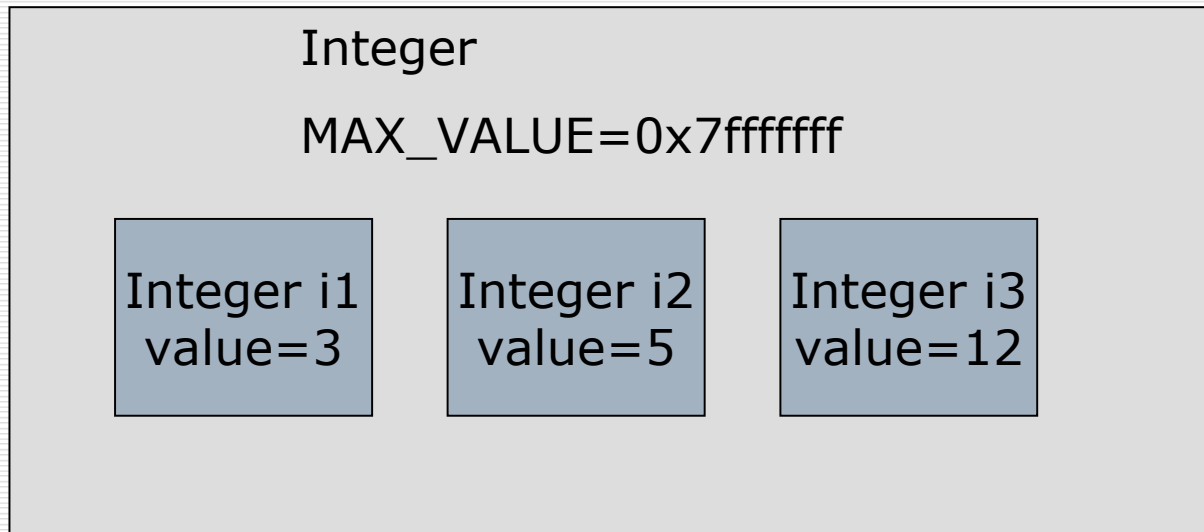 Integer
MAX_VALUE=0x7fffffff
Integer i1
value=3
Integer i2
value=5
Integer i3
value=12